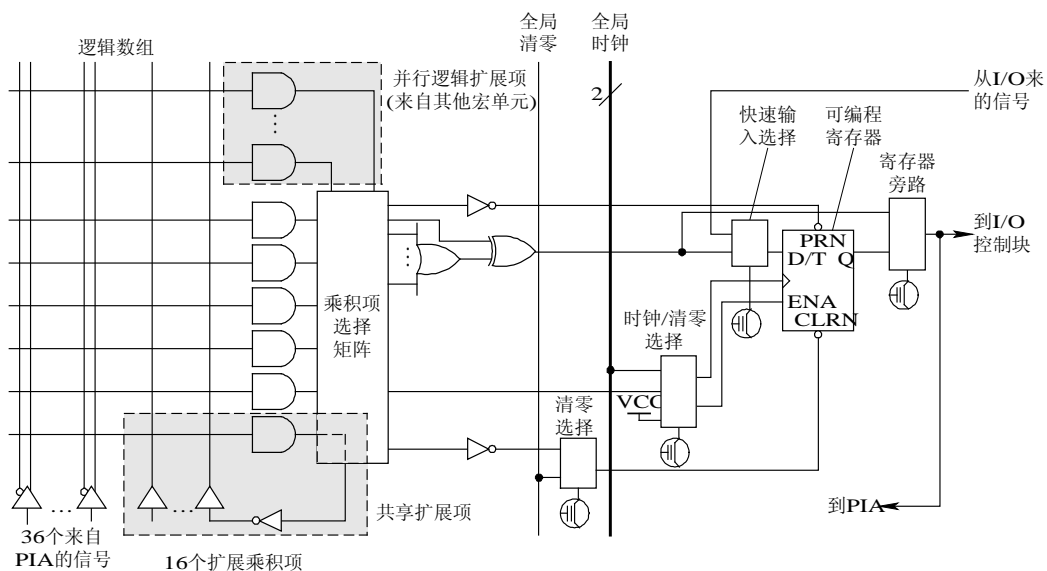 逻辑数组
并行逻辑扩展项
(来自其他宏单元)
全局
清零
全局
时钟
2
快速输
入选择
可编程
寄存器
从I/O来
的信号
寄存器
旁路
到I/O
控制块
PRN
D/T Q
ENA
CLRN
乘积项
选择
矩阵
时钟/清零
选择
VCC
清零
选择
共享扩展项
到PIA
36个来自
PIA的信号
16个扩展乘积项